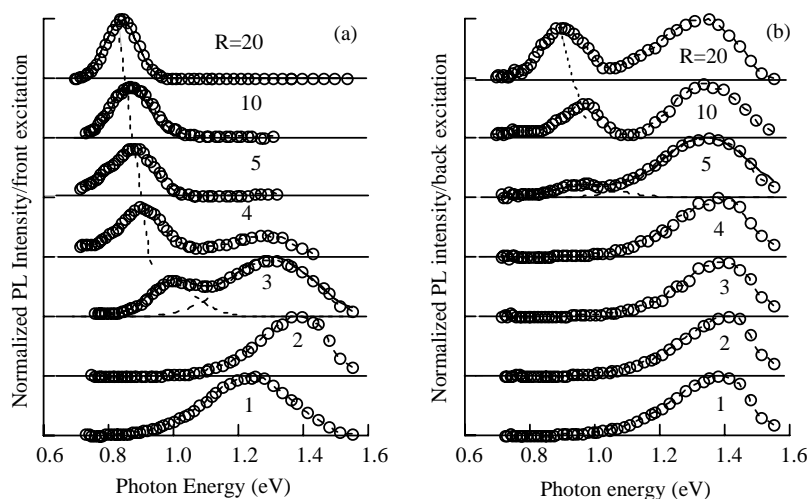 Normalized PL Intensity/front excitation
(a)
R=20
10
5
4
3
2
1
0.6 0.8 1.0 1.2 1.4 1.6
Photon Energy (eV)
Normalized PL intensity/back excitation
(b)
R=20
10
5
4
3
2
1
0.6 0.8 1.0 1.2 1.4 1.6
Photon energy (eV)